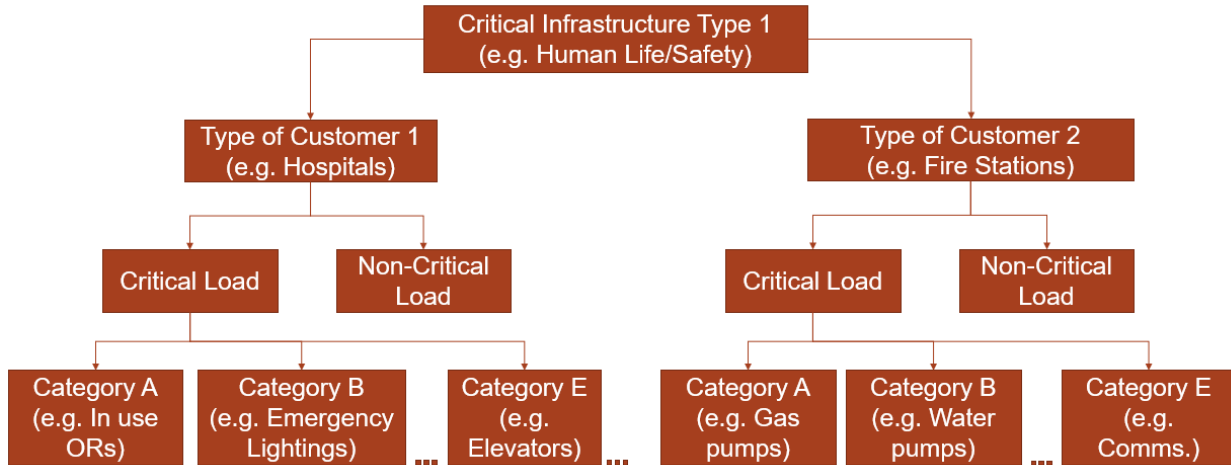 Critical Infrastructure Type 1
(e.g. Human Life/Safety)
Type of Customer 1
(e.g. Hospitals)
Type of Customer 2
(e.g. Fire Stations)
Critical Load
Non-Critical
Load
Critical Load
Non-Critical
Load
Category A
(e.g. In use
ORs)
Category B
(e.g. Emergency
Lightings)
...
Category E
(e.g.
Elevators)
...
Category A
(e.g. Gas
pumps)
Category B
(e.g. Water
pumps)
...
Category E
(e.g.
Comms.)